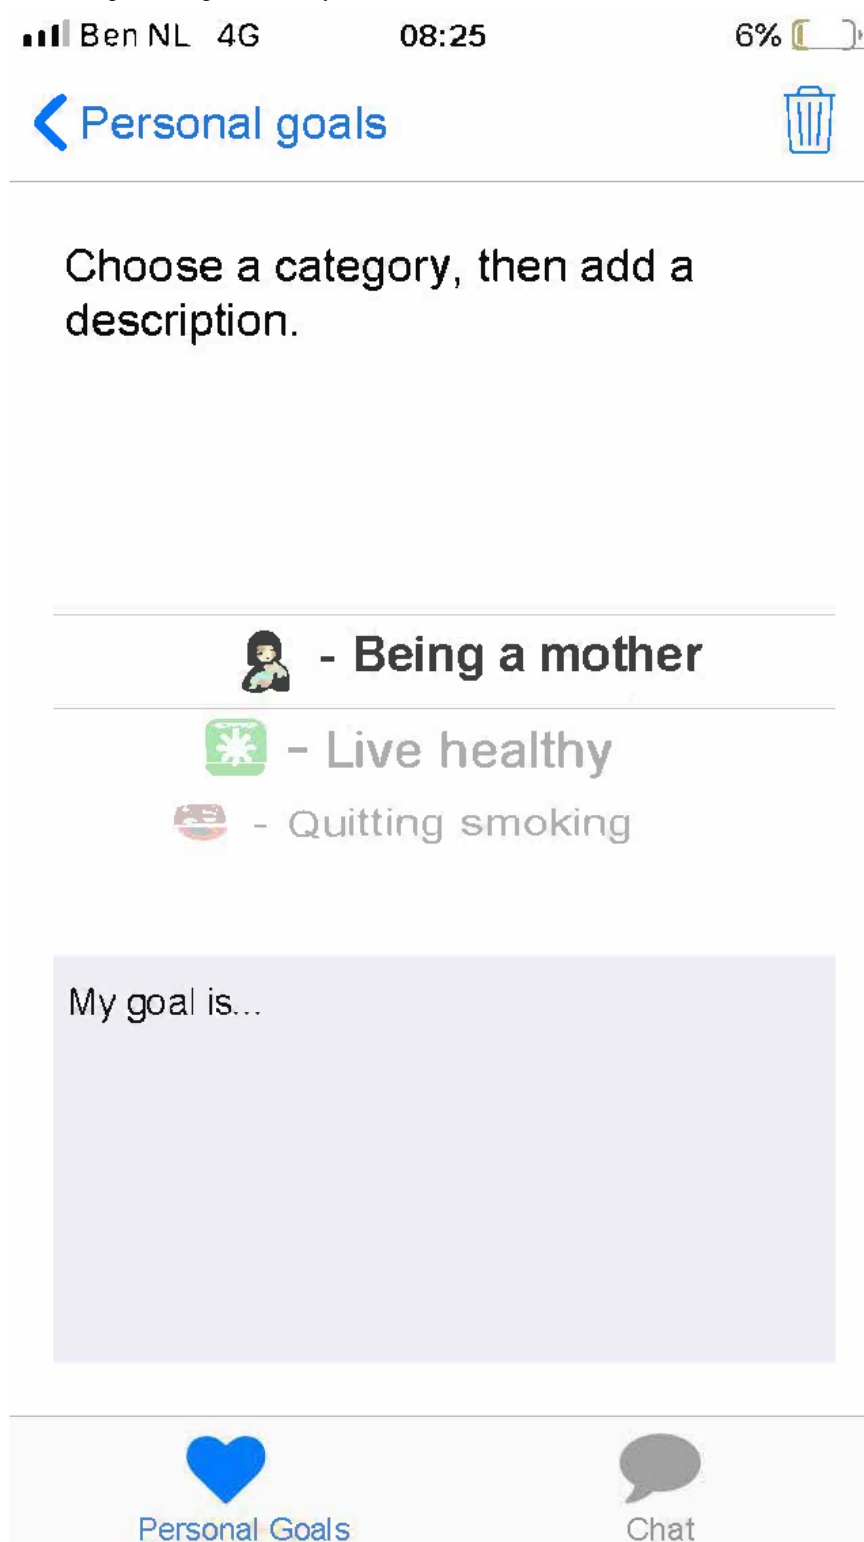 Ben NL 4G 08:25 6%
Personal goals
Choose a category, then add a
description.
- Being a mother
- Live healthy
- Quitting smoking
My goal is...
Personal Goals Chat